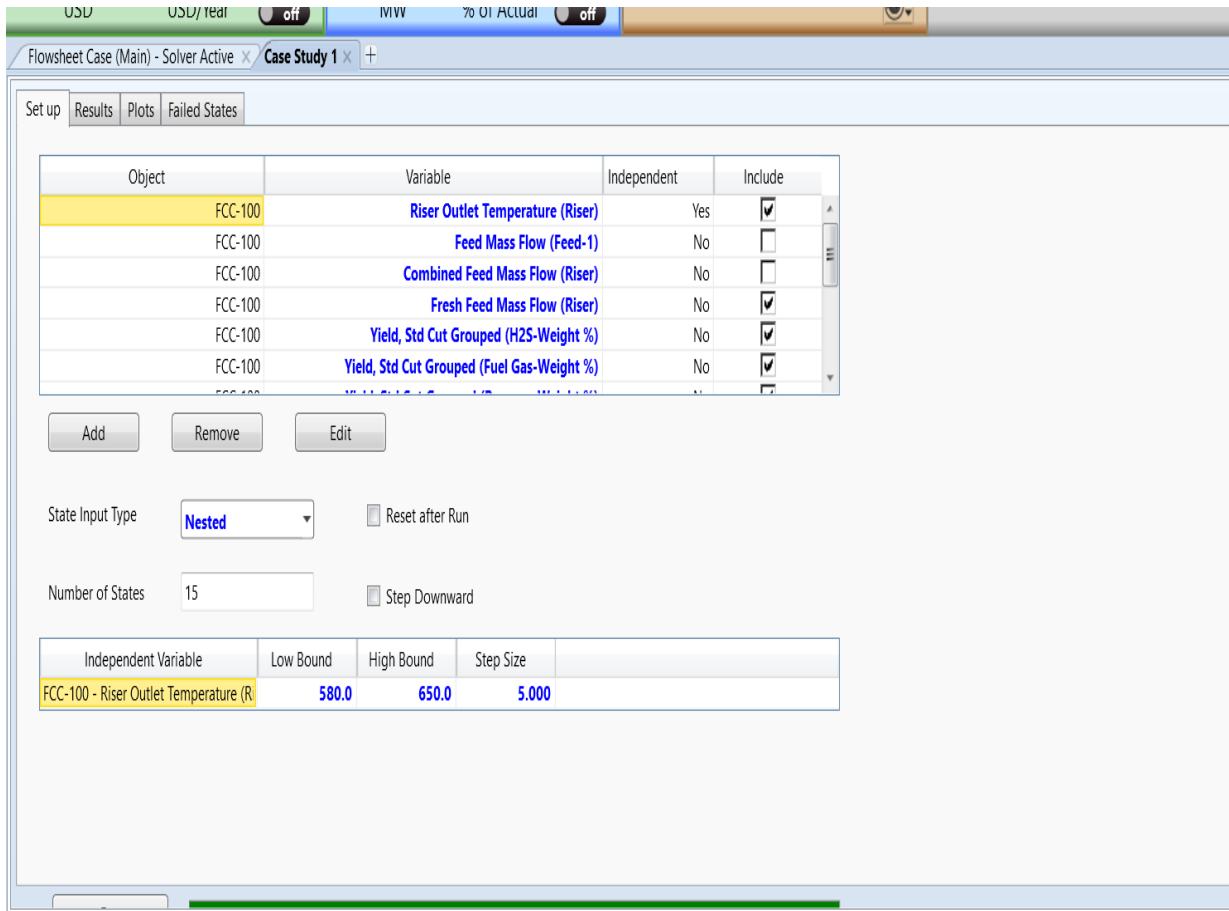 USD USD/Year off MW % of Actual off
Flowsheet Case (Main) - Solver Active × Case Study 1 × +
Set up Results Plots Failed States
Object Variable Independent Include
FCC-100 Riser Outlet Temperature (Riser) Yes
FCC-100 Feed Mass Flow (Feed-1) No
FCC-100 Combined Feed Mass Flow (Riser) No
FCC-100 Fresh Feed Mass Flow (Riser) No
FCC-100 Yield, Std Cut Grouped (H2S-Weight %) No
FCC-100 Yield, Std Cut Grouped (Fuel Gas-Weight %) No
Add Remove Edit
State Input Type Nested Reset after Run
Number of States 15 Step Downward
Independent Variable Low Bound High Bound Step Size
FCC-100 - Riser Outlet Temperature (Ri 580.0 650.0 5.000